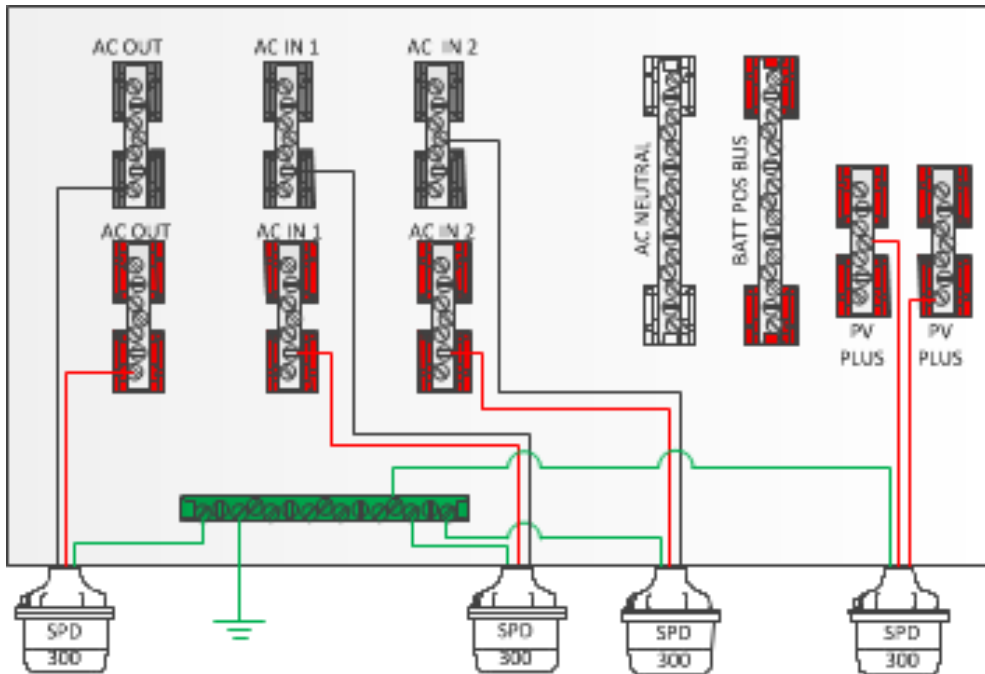 AC OUT
AC IN 1
AC IN 2
AC OUT
AC IN 1
AC IN 2
AC NEUTRAL
BATT POS BUS
PV
PLUS
PV
PLUS
SPD
300
SPD
300
SPD
300
SPD
300